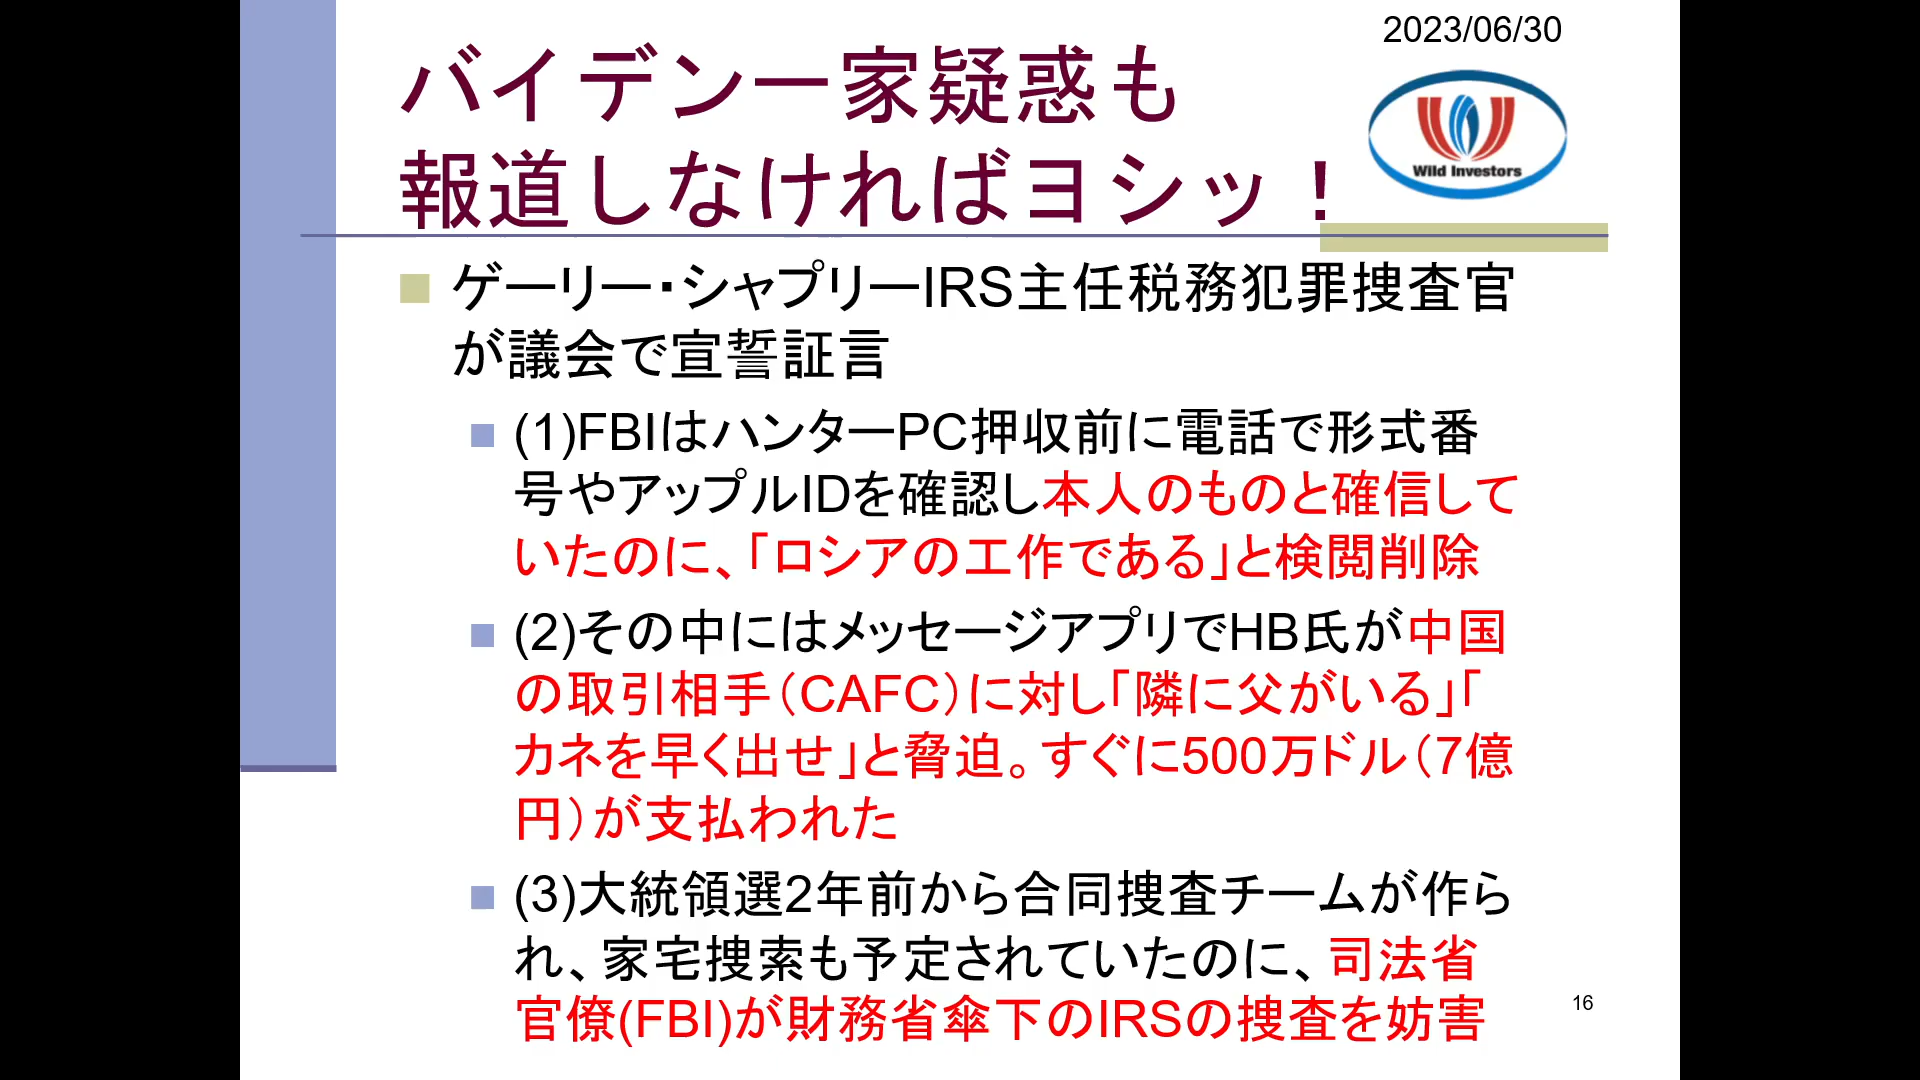 2023/06/30
バイデン一家疑惑も
報道しなければヨシッ！
Wild Investors
ゲーリー・シャプリーIRS主任税務犯罪捜査官
が議会で宣誓証言
(1)FBIはハンターPC押収前に電話で形式番
号やアップルIDを確認し本人のものと確信して
いたのに、「ロシアの工作である」と検閲削除
(2)その中にはメッセージアプリでHB氏が中国
の取引相手（CAFC）に対し「隣に父がいる」「
カネを早く出せ」と脅迫。すぐに500万ドル（7億
円）が支払われた
(3)大統領選2年前から合同捜査チームが作ら
れ、家宅捜索も予定されていたのに、司法省
官僚(FBI)が財務省傘下のIRSの捜査を妨害
16